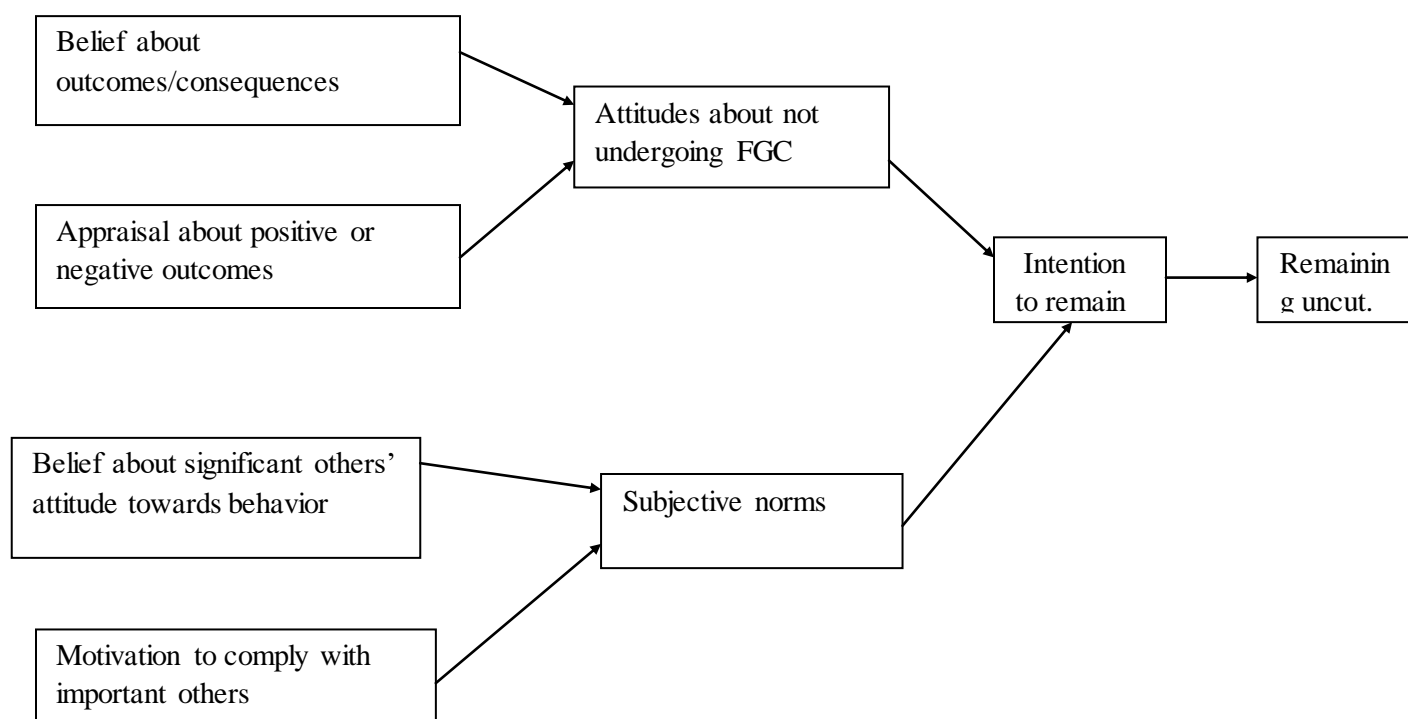 Belief about
outcomes/consequences
Attitudes about not
undergoing FGC
Appraisal about positive or
negative outcomes
Intention
to remain
Remainin
g uncut.
Belief about significant others’
attitude towards behavior
Subjective norms
Motivation to comply with
important others